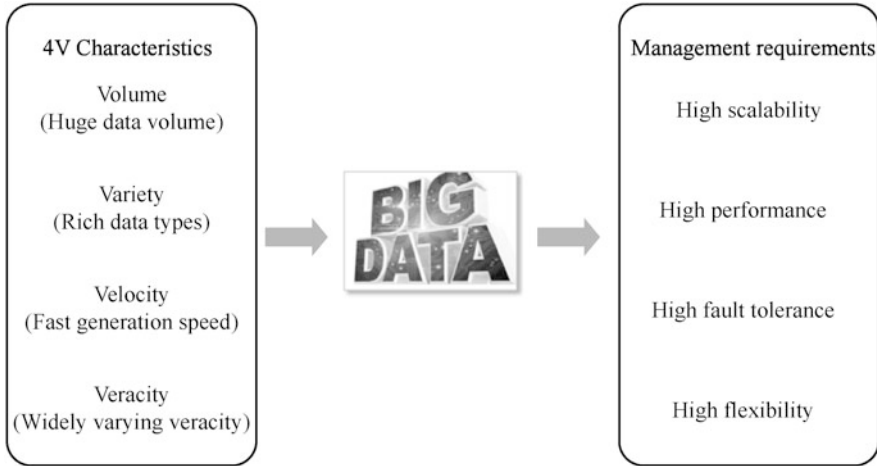 4V Characteristics
Volume
(Huge data volume)
Variety
(Rich data types)
Velocity
(Fast generation speed)
Veracity
(Widely varying veracity)
BIG
DATA
Management requirements
High scalability
High performance
High fault tolerance
High flexibility